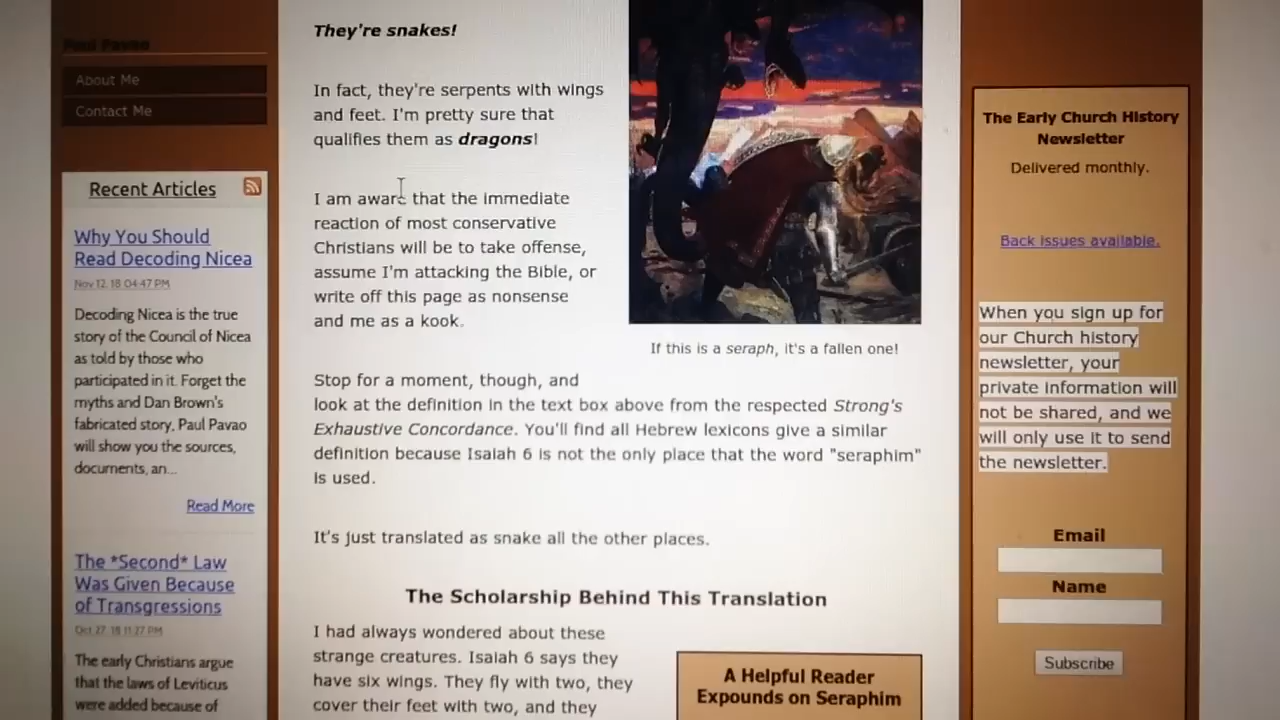 Paul Pavao
About Me
Contact Me
Recent Articles
Why You Should
Read Decoding Nicea
Nov 12, 18 04:47 PM
Decoding Nicea is the true
story of the Council of Nicea
as told by those who
participated in it. Forget the
myths and Dan Brown's
fabricated story, Paul Pavao
will show you the sources,
documents, an...
Read More
The *Second* Law
Was Given Because
of Transgressions
Oct 27, 18 11:27 PM
The early Christians argue
that the laws of Leviticus
were added because of
They're snakes!
In fact, they're serpents with wings
and feet. I'm pretty sure that
qualifies them as dragons!
I am aware that the immediate
reaction of most conservative
Christians will be to take offense,
assume I'm attacking the Bible, or
write off this page as nonsense
and me as a kook.
If this is a seraph, it's a fallen one!
Stop for a moment, though, and
look at the definition in the text box above from the respected Strong's
Exhaustive Concordance. You'll find all Hebrew lexicons give a similar
definition because Isaiah 6 is not the only place that the word "seraphim"
is used.
It's just translated as snake all the other places.
The Scholarship Behind This Translation
I had always wondered about these
strange creatures. Isaiah 6 says they
have six wings. They fly with two, they
cover their feet with two, and they
A Helpful Reader
Expounds on Seraphim
The Early Church History
Newsletter
Delivered monthly.
Back issues available.
When you sign up for
our Church history
newsletter, your
private information will
not be shared, and we
will only use it to send
the newsletter.
Email
Name
Subscribe